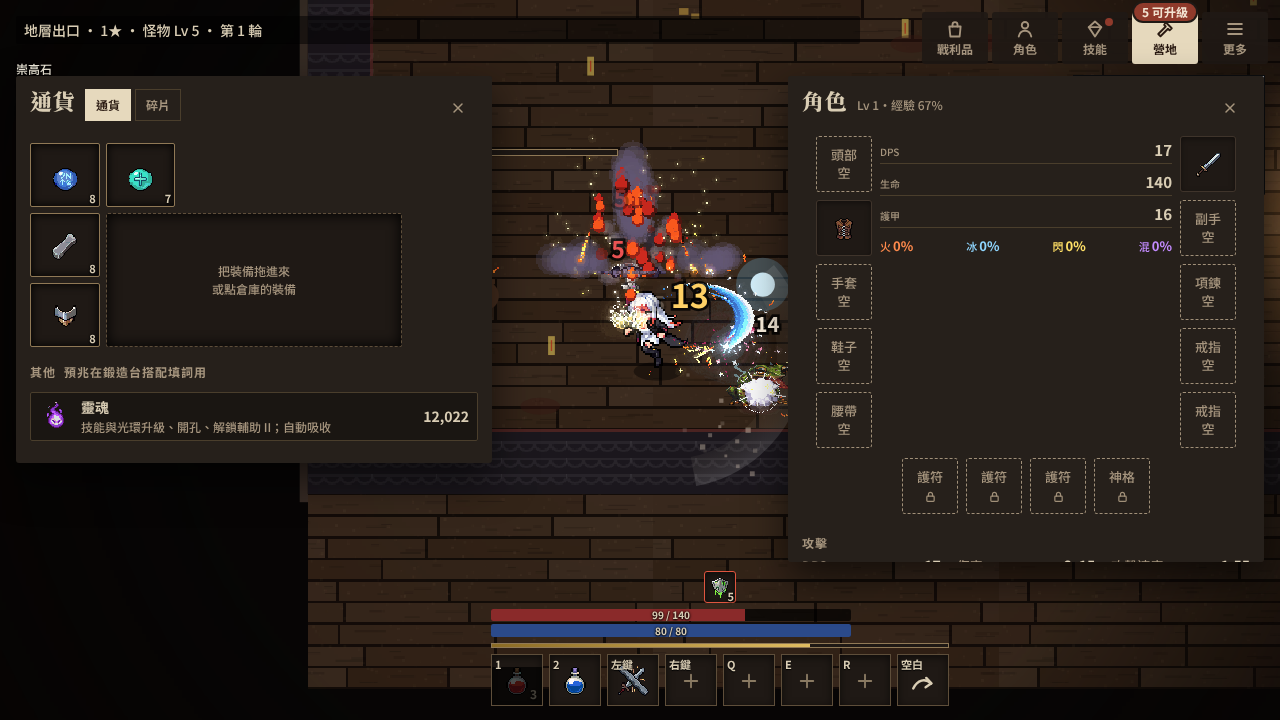 地層出口 • 1★ • 怪物 Lv 5 • 第 1 輪
5 可升級
戰利品
角色
技能
營地
更多
崇高石
通貨
通貨
碎片
8
7
8
8
把裝備拖進來
或點倉庫的裝備
其他 預兆在鍛造台搭配填詞用
靈魂
技能與光環升級、開孔、解鎖輔助 II；自動吸收
12,022
5
5
13
14
角色
Lv 1・經驗 67%
頭部
空
手套
空
鞋子
空
腰帶
空
DPS
17
生命
140
護甲
16
火0%
冰0%
閃0%
混0%
副手
空
項鍊
空
戒指
空
戒指
空
護符
護符
護符
神格
攻擊
5
99 / 140
80 / 80
1
3
2
左鍵
右鍵
Q
E
R
空白